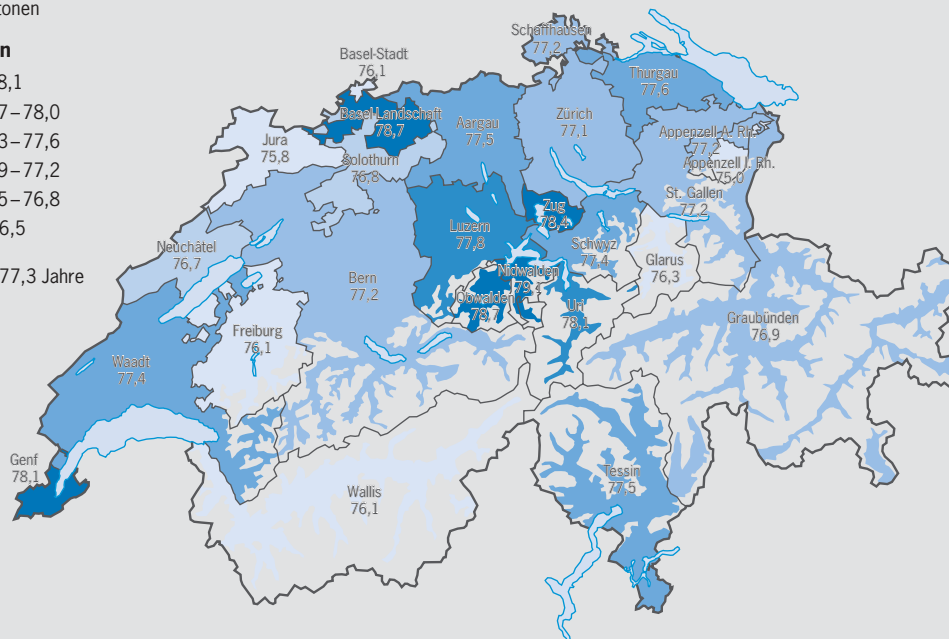 tonen
n
8,1
7–78,0
3–77,6
9–77,2
5–76,8
6,5
77,3 Jahre
Schaffhausen
77,2
Basel-Stadt
76,1
Thurgau
77,6
Basel-Landschaft
78,7
Aargau
77,5
Zürich
77,1
Jura
75,8
Solothurn
76,8
Appenzell A. Rh.
77,2
Appenzell I. Rh.
75,0
St. Gallen
77,2
Zug
78,4
Luzern
77,8
Schwyz
77,4
Neuchâtel
76,7
Bern
77,2
Glarus
76,3
Nidwalden
79,1
Obwalden
78,7
Uri
78,1
Graubünden
76,9
Freiburg
76,1
Waadt
77,4
Genf
78,1
Wallis
76,1
Tessin
77,5